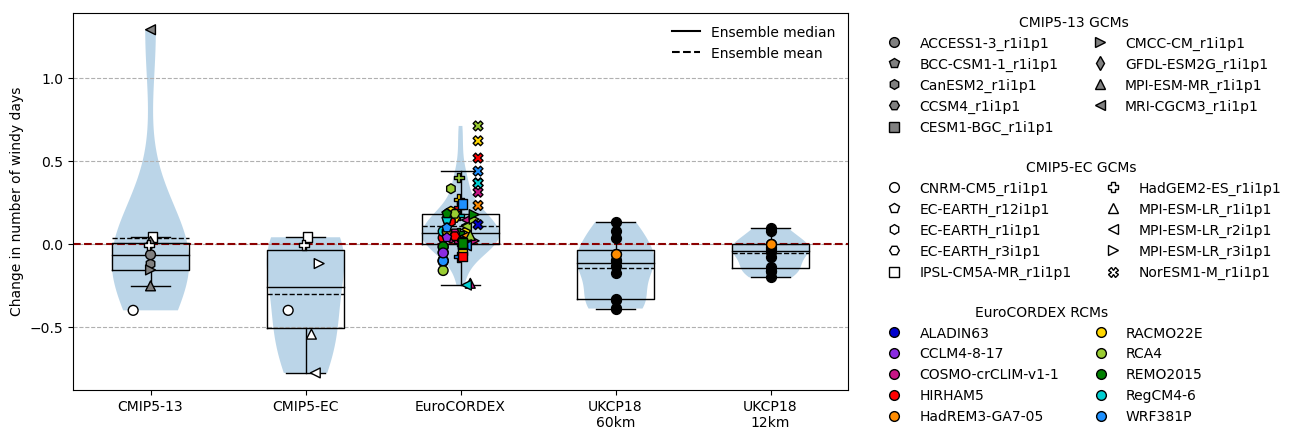 Change in number of windy days
1.0
0.5
0.0
−0.5
Ensemble median
Ensemble mean
CMIP5-13
CMIP5-EC
EuroCORDEX
UKCP18
60km
UKCP18
12km
CMIP5-13 GCMs
ACCESS1-3_r1i1p1
BCC-CSM1-1_r1i1p1
CanESM2_r1i1p1
CCSM4_r1i1p1
CESM1-BGC_r1i1p1
CMCC-CM_r1i1p1
GFDL-ESM2G_r1i1p1
MPI-ESM-MR_r1i1p1
MRI-CGCM3_r1i1p1
CMIP5-EC GCMs
CNRM-CM5_r1i1p1
EC-EARTH_r12i1p1
EC-EARTH_r1i1p1
EC-EARTH_r3i1p1
IPSL-CM5A-MR_r1i1p1
HadGEM2-ES_r1i1p1
MPI-ESM-LR_r1i1p1
MPI-ESM-LR_r2i1p1
MPI-ESM-LR_r3i1p1
NorESM1-M_r1i1p1
EuroCORDEX RCMs
ALADIN63
CCLM4-8-17
COSMO-crCLIM-v1-1
HIRHAM5
HadREM3-GA7-05
RACMO22E
RCA4
REMO2015
RegCM4-6
WRF381P